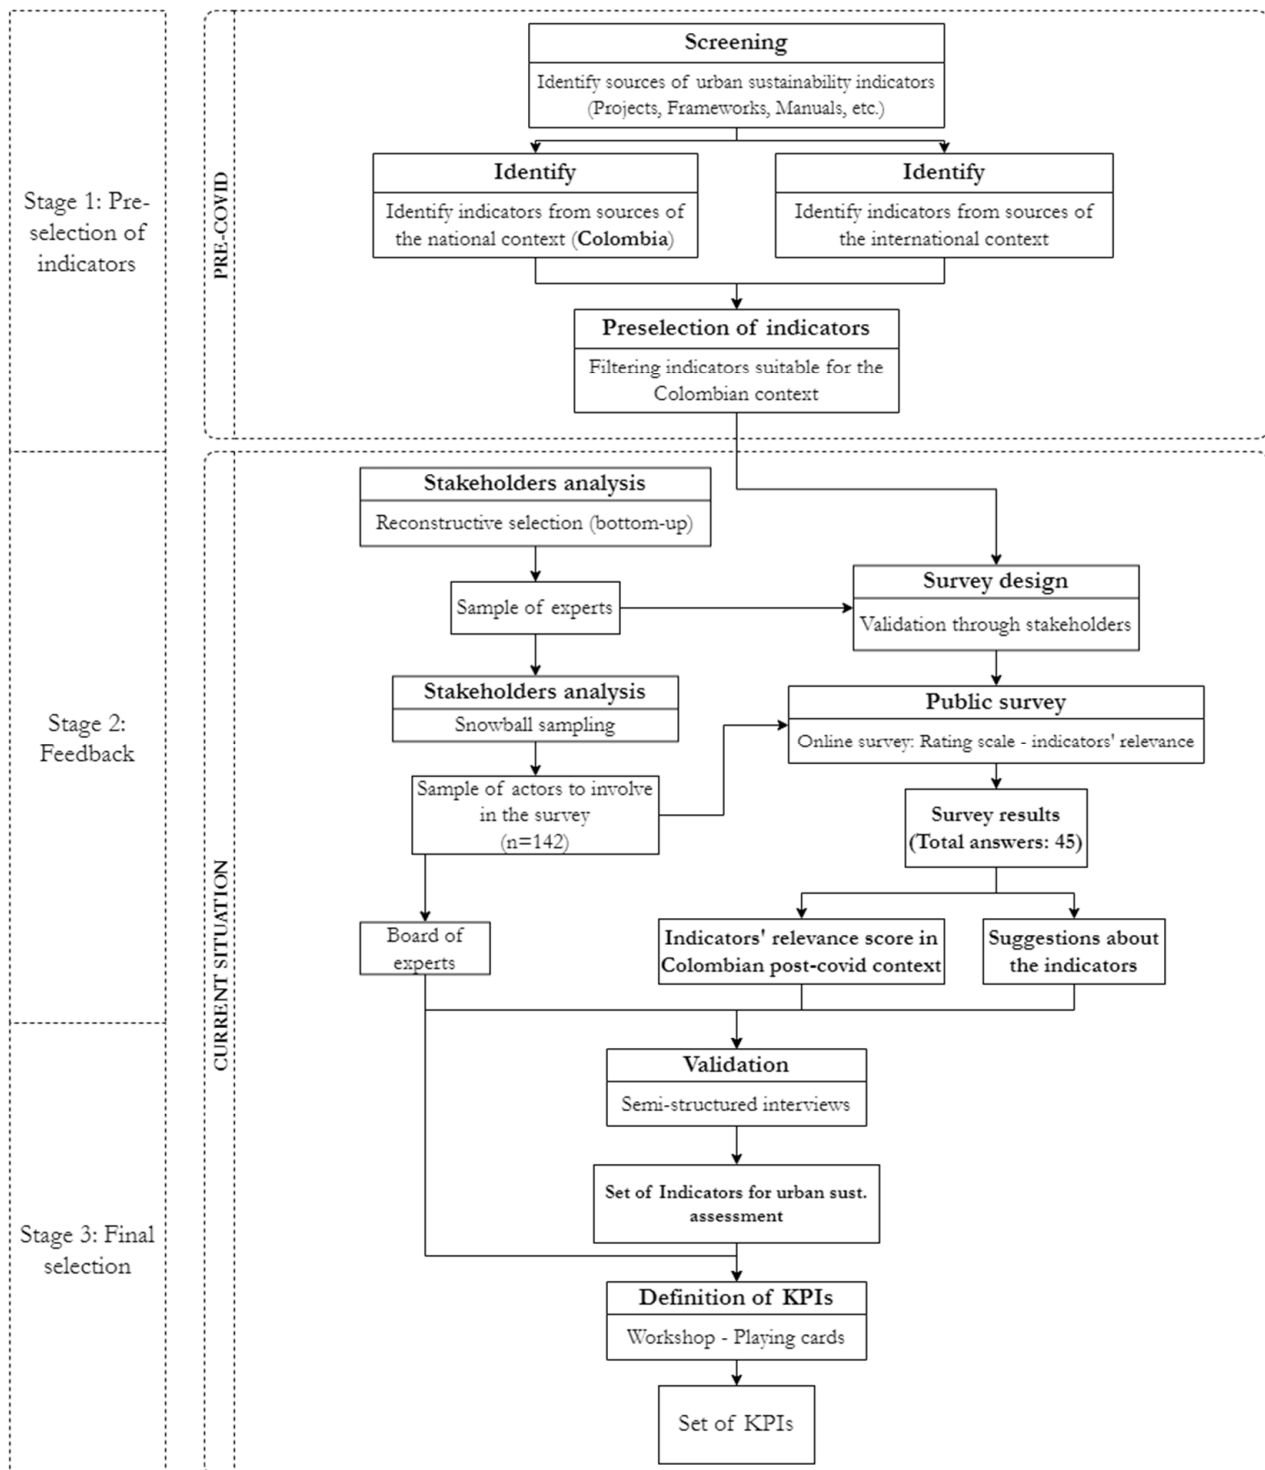 Stage 1: Pre-
selection of
indicators
PRE-COVID
Screening
Identify sources of urban sustainability indicators
(Projects, Frameworks, Manuals, etc.)
Identify
Identify indicators from sources of
the national context (Colombia)
Identify
Identify indicators from sources of
the international context
Preselection of indicators
Filtering indicators suitable for the
Colombian context
Stage 2:
Feedback
CURRENT SITUATION
Stakeholders analysis
Reconstructive selection (bottom-up)
Sample of experts
Survey design
Validation through stakeholders
Stakeholders analysis
Snowball sampling
Public survey
Online survey: Rating scale - indicators' relevance
Sample of actors to involve
in the survey
(n=142)
Survey results
(Total answers: 45)
Board of
experts
Indicators' relevance score in
Colombian post-covid context
Suggestions about
the indicators
Stage 3: Final
selection
Validation
Semi-structured interviews
Set of Indicators for urban sust.
assessment
Definition of KPIs
Workshop - Playing cards
Set of KPIs